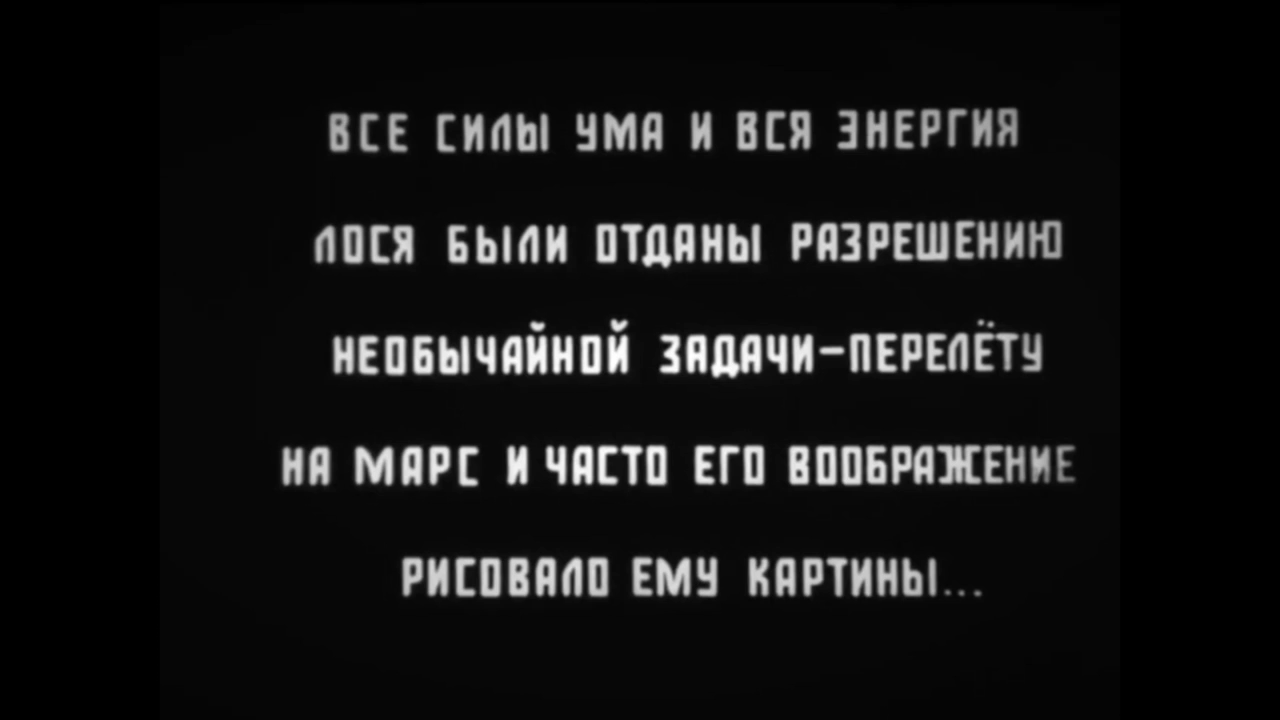 ВСЕ СИЛЫ УМА И ВСЯ ЭНЕРГИЯ
ЛОСЯ БЫЛИ ОТДАНЫ РАЗРЕШЕНИЮ
НЕОБЫЧАЙНОЙ ЗАДАЧИ-ПЕРЕЛЁТУ
НА МАРС И ЧАСТО ЕГО ВООБРАЖЕНИЕ
РИСОВАЛО ЕМУ КАРТИНЫ...